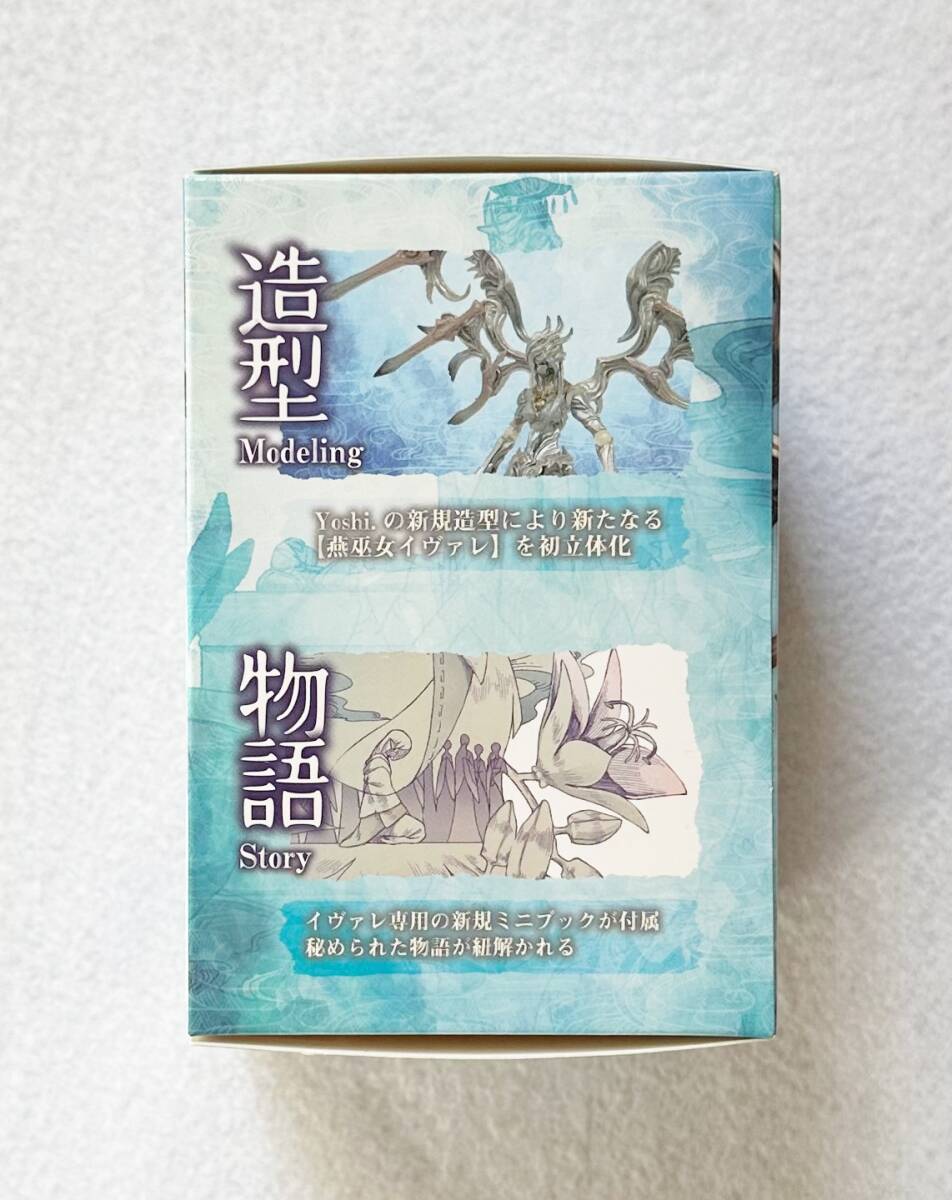 造型
Modeling
Yoshi.の新規造型により新たなる
【燕巫女イヴァレ】を初立体化
物語
Story
イヴァレ専用の新規ミニブックが付属
秘められた物語が紐解かれる